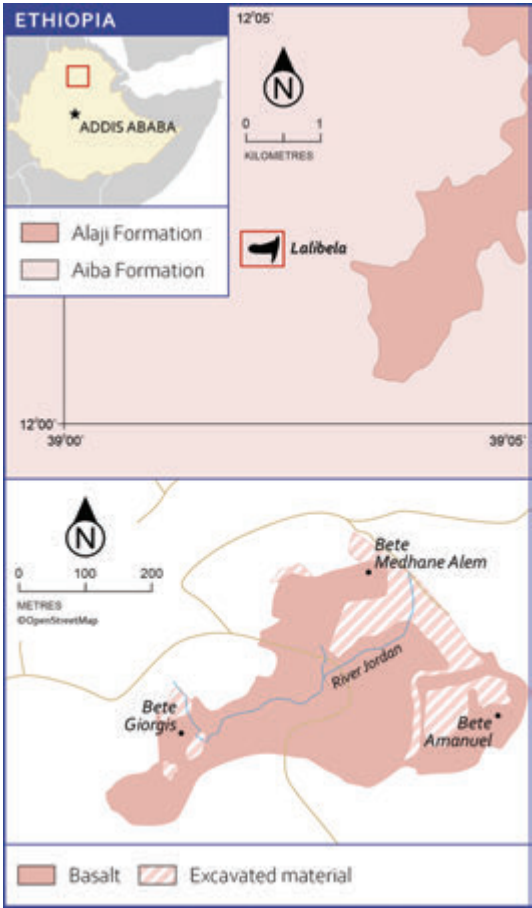 ETHIOPIA
ADDIS ABABA
Alaji Formation
Aiba Formation
12°05'
N
0 1
KILOMETRES
Lalibela
12°00'
39°00' 39°05'
N
0 100 200
METRES
©OpenStreetMap
Bete
Medhane Alem
River Jordan
Bete
Giorgis
Bete
Amanuel
Basalt Excavated material